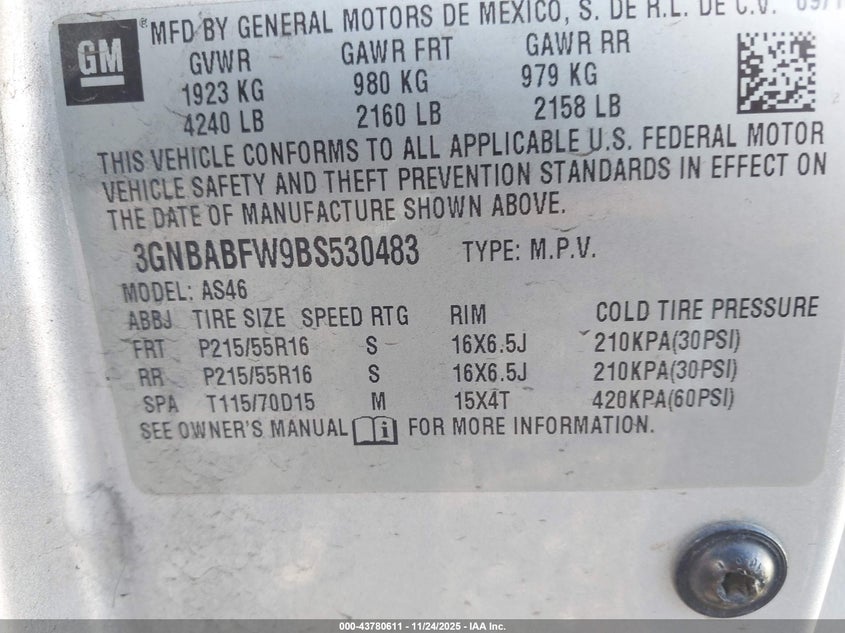 GM
MFD BY GENERAL MOTORS DE MEXICO, S. DE R.L. DE C.V.
GVWR GAWR FRT GAWR RR
1923 KG 980 KG 979 KG
4240 LB 2160 LB 2158 LB
THIS VEHICLE CONFORMS TO ALL APPLICABLE U.S. FEDERAL MOTOR
VEHICLE SAFETY AND THEFT PREVENTION STANDARDS IN EFFECT ON
THE DATE OF MANUFACTURE SHOWN ABOVE.
3GNBABFW9BS530483 TYPE: M.P.V.
MODEL: AS46
ABBJ TIRE SIZE SPEED RTG RIM COLD TIRE PRESSURE
FRT P215/55R16 S 16X6.5J 210KPA(30PSI)
RR P215/55R16 S 16X6.5J 210KPA(30PSI)
SPA T115/70D15 M 15X4T 420KPA(60PSI)
SEE OWNER'S MANUAL FOR MORE INFORMATION.
000-43780611 - 11/24/2025 - IAA Inc.